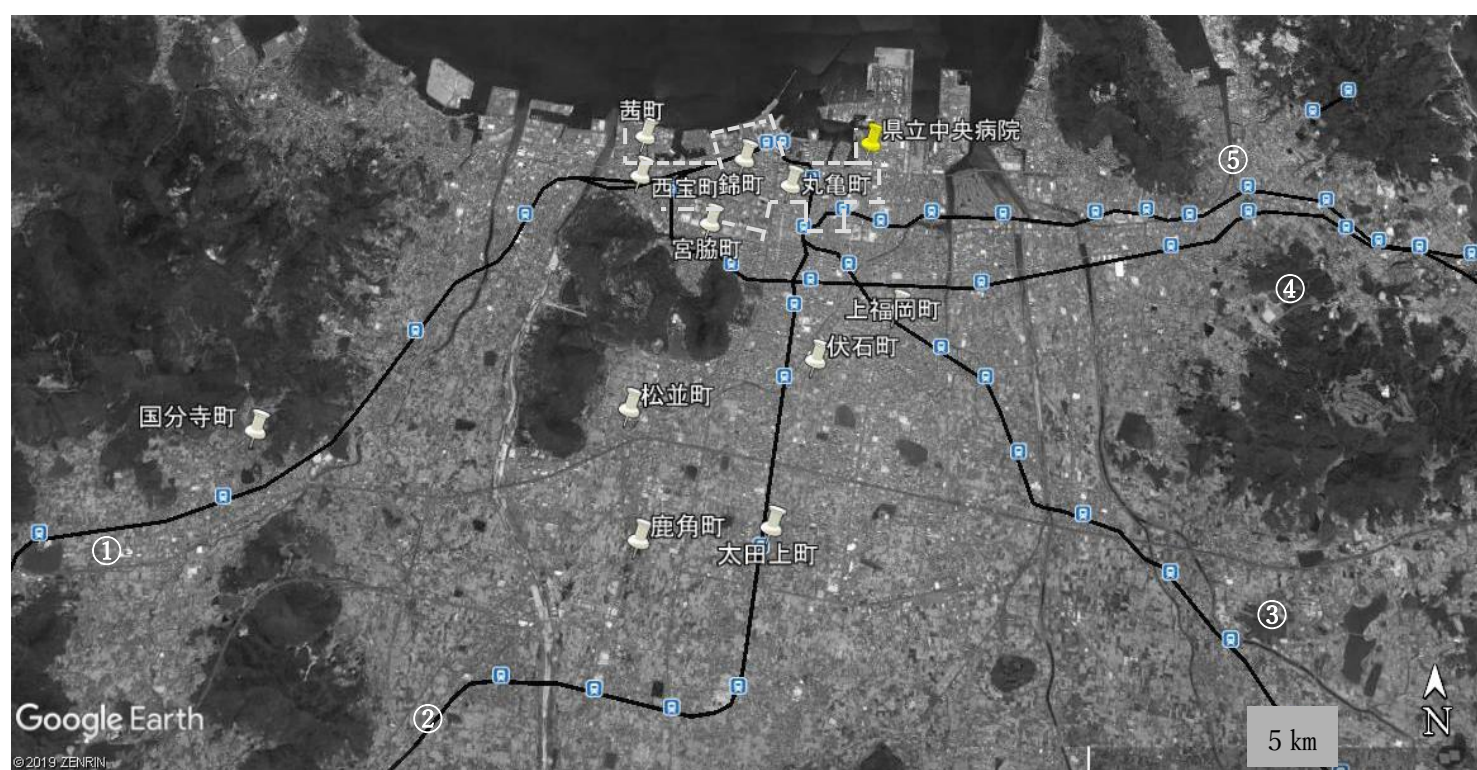 茜町
県立中央病院
西宝町
錦町
丸亀町
⑤
宮脇町
④
上福岡町
伏石町
松並町
国分寺町
鹿角町
太田上町
①
③
②
Google Earth
N
5 km
©2019 ZENRIN